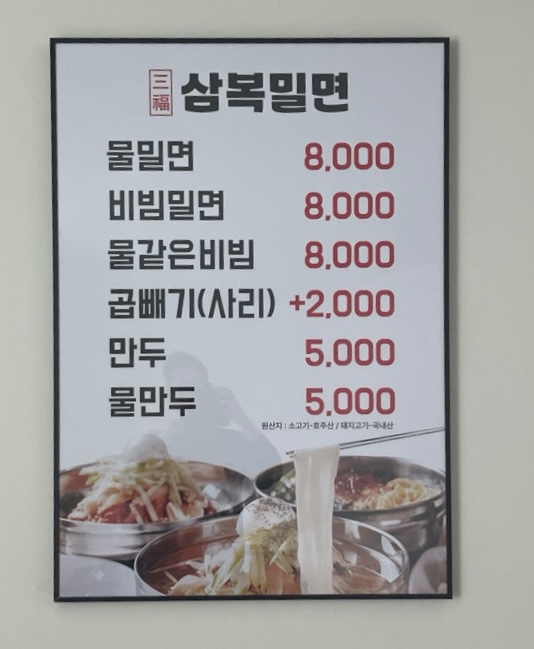 三福 삼복밀면
물밀면 8,000
비빔밀면 8,000
물같은비빔 8,000
곱빼기(사리) +2,000
만두 5,000
물만두 5,000
원산지 : 소고기-호주산 / 돼지고기-국내산